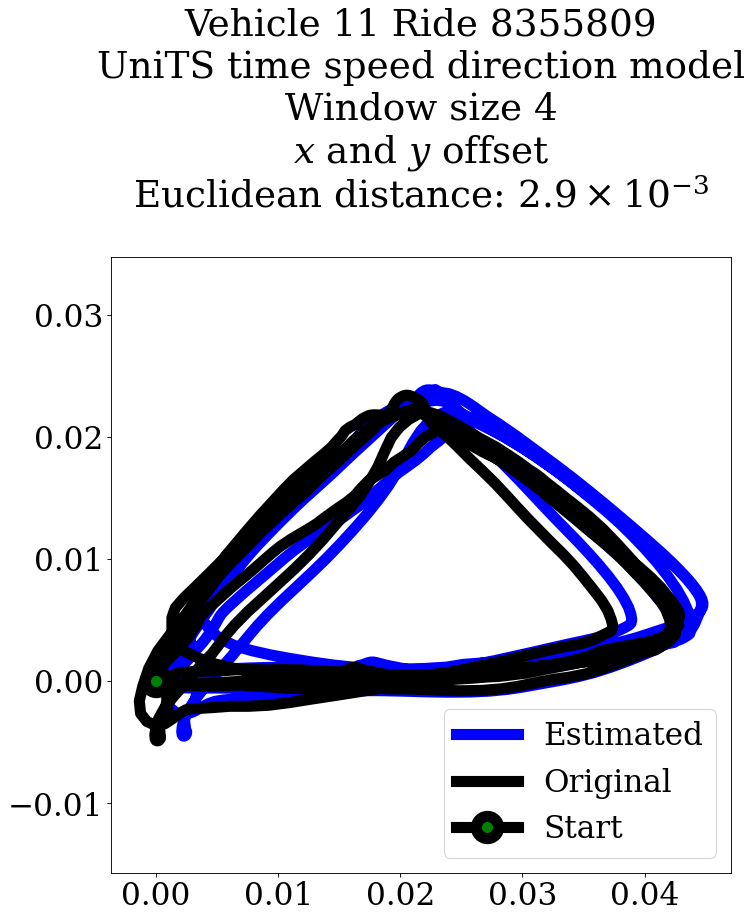 Vehicle 11 Ride 8355809
UniTS time speed direction model
Window size 4
x and y offset
Euclidean distance: 2.9 × 10⁻³
0.03
0.02
0.01
0.00
−0.01
0.00 0.01 0.02 0.03 0.04
Estimated
Original
Start